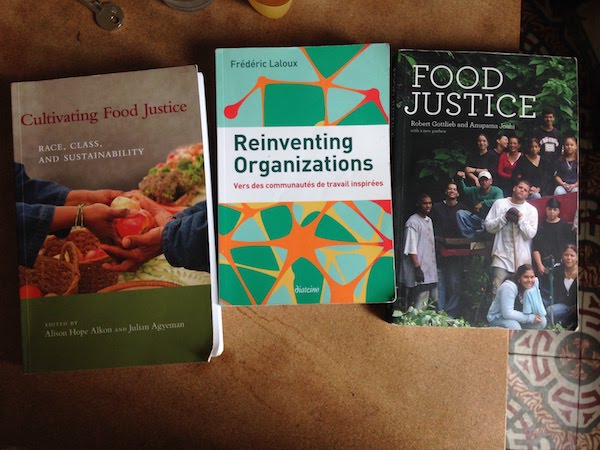 Cultivating Food Justice
RACE, CLASS,
AND SUSTAINABILITY
EDITED BY
Alison Hope Alkon AND Julian Agyeman
Frédéric Laloux
Reinventing
Organizations
Vers des communautés de travail inspirées
diateino
FOOD
JUSTICE
Robert Gottlieb and Anupama Joshi
with a new preface